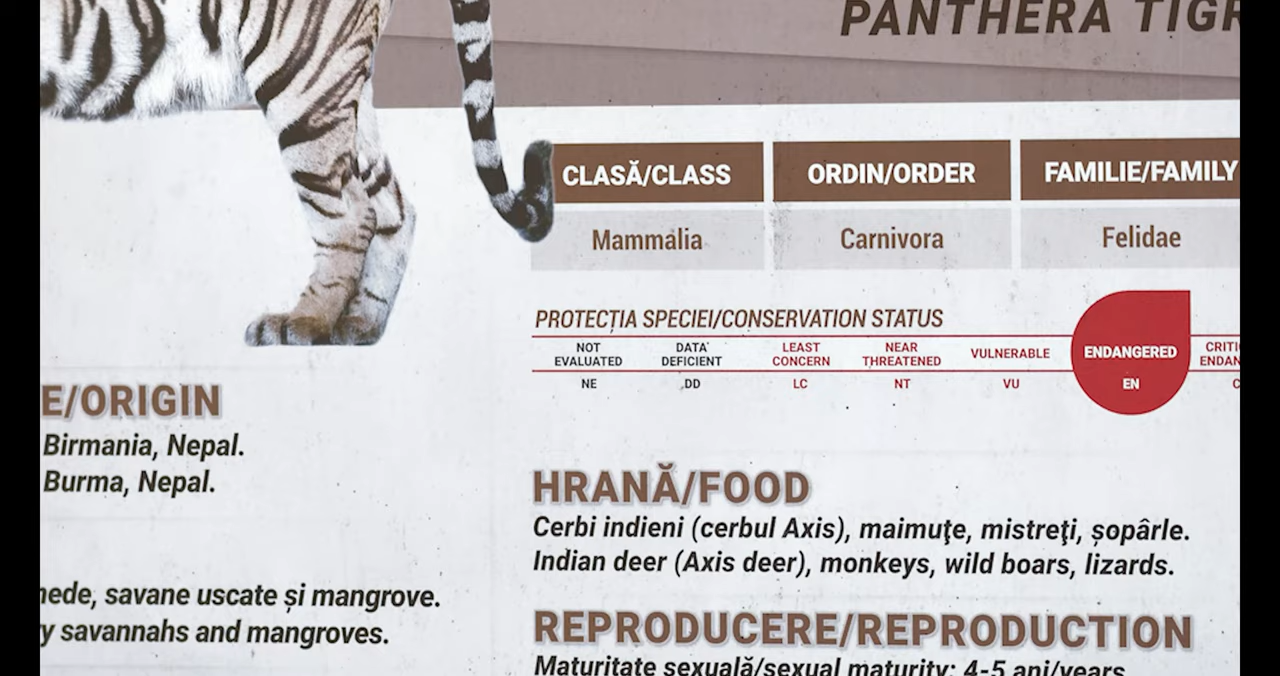 PANTHERA
CLASĂ/CLASS ORDIN/ORDER FAMILIE/FAMILY
Mammalia Carnivora Felidae
PROTECȚIA SPECIEI/CONSERVATION STATUS
NOT EVALUATED DATA DEFICIENT LEAST CONCERN NEAR THREATENED VULNERABLE ENDANGERED
NE DD LC NT VU EN
E/ORIGIN
Birmania, Nepal.
Burma, Nepal.
HRANĂ/FOOD
Cerbi indieni (cerbul Axis), maimuţe, mistreţi, șopârle.
Indian deer (Axis deer), monkeys, wild boars, lizards.
savane uscate și mangrove.
savannahs and mangroves.
REPRODUCERE/REPRODUCTION
Maturitate sexuală/sexual maturity: 4-5 ani/years